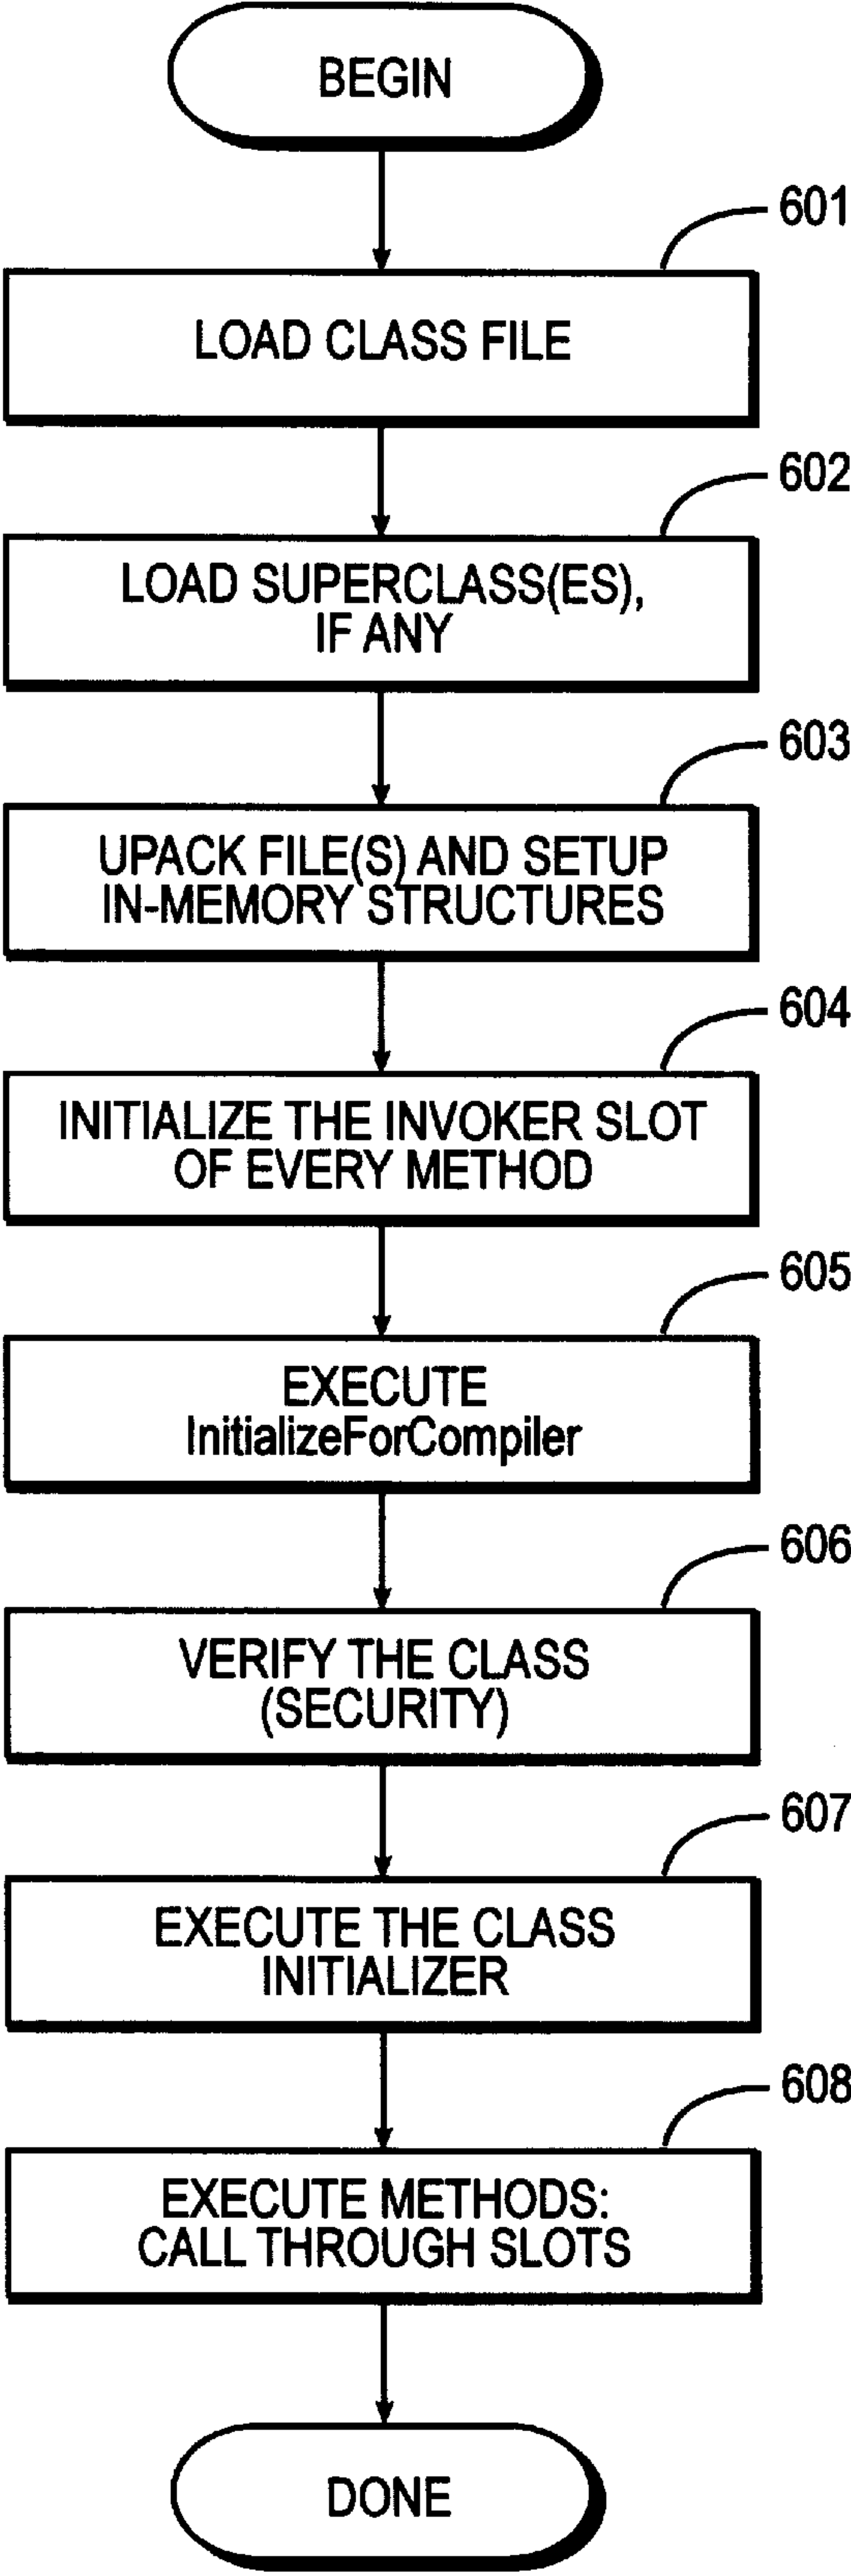 BEGIN
601
LOAD CLASS FILE
602
LOAD SUPERCLASS(ES),
IF ANY
603
UPACK FILE(S) AND SETUP
IN-MEMORY STRUCTURES
604
INITIALIZE THE INVOKER SLOT
OF EVERY METHOD
605
EXECUTE
InitializeForCompiler
606
VERIFY THE CLASS
(SECURITY)
607
EXECUTE THE CLASS
INITIALIZER
608
EXECUTE METHODS:
CALL THROUGH SLOTS
DONE